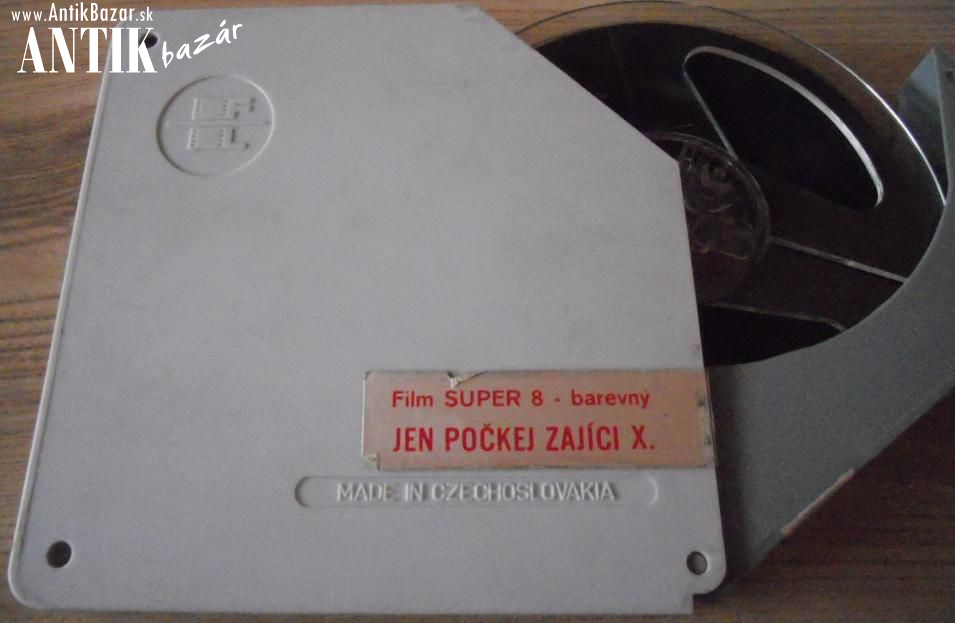 www.AntikBazar.sk
ANTIK bazár
Film SUPER 8 - barevný
JEN POČKEJ ZAJÍCI X.
MADE IN CZECHOSLOVAKIA